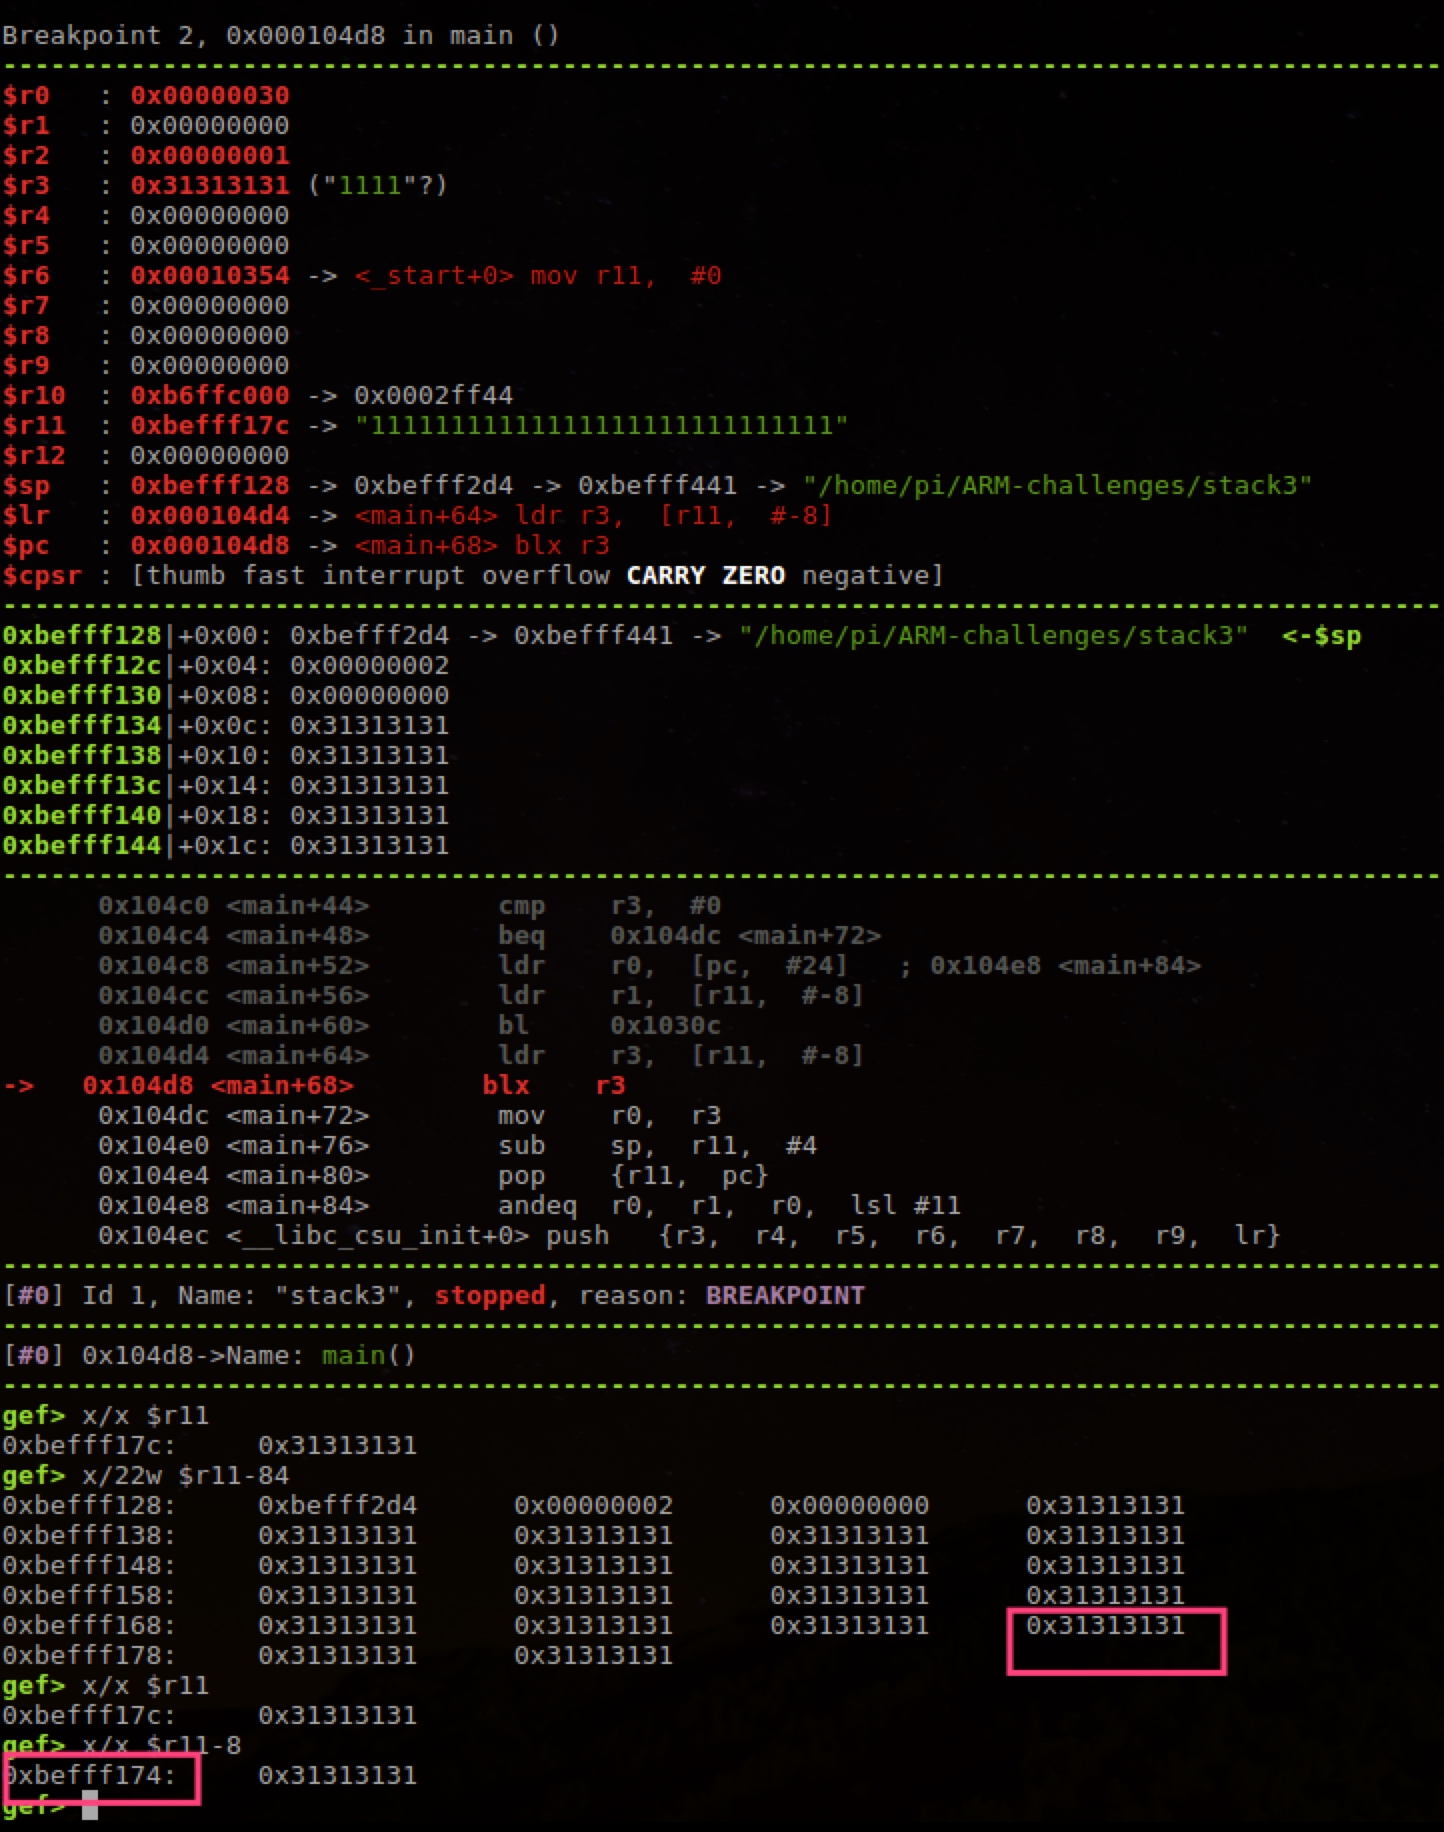 Breakpoint 2, 0x000104d8 in main ()
$r0   : 0x00000030
$r1   : 0x00000000
$r2   : 0x00000001
$r3   : 0x31313131 ("1111"?)
$r4   : 0x00000000
$r5   : 0x00000000
$r6   : 0x00010354 -> <_start+0> mov r11,  #0
$r7   : 0x00000000
$r8   : 0x00000000
$r9   : 0x00000000
$r10  : 0xb6ffc000 -> 0x0002ff44
$r11  : 0xbefff17c -> "11111111111111111111111111111"
$r12  : 0x00000000
$sp   : 0xbefff128 -> 0xbefff2d4 -> 0xbefff441 -> "/home/pi/ARM-challenges/stack3"
$lr   : 0x000104d4 -> <main+64> ldr r3,  [r11,  #-8]
$pc   : 0x000104d8 -> <main+68> blx r3
$cpsr : [thumb fast interrupt overflow CARRY ZERO negative]
0xbefff128|+0x00: 0xbefff2d4 -> 0xbefff441 -> "/home/pi/ARM-challenges/stack3"  <-$sp
0xbefff12c|+0x04: 0x00000002
0xbefff130|+0x08: 0x00000000
0xbefff134|+0x0c: 0x31313131
0xbefff138|+0x10: 0x31313131
0xbefff13c|+0x14: 0x31313131
0xbefff140|+0x18: 0x31313131
0xbefff144|+0x1c: 0x31313131
0x104c0 <main+44>        cmp    r3,  #0
0x104c4 <main+48>        beq    0x104dc <main+72>
0x104c8 <main+52>        ldr    r0,  [pc,  #24]   ; 0x104e8 <main+84>
0x104cc <main+56>        ldr    r1,  [r11,  #-8]
0x104d0 <main+60>        bl     0x1030c
0x104d4 <main+64>        ldr    r3,  [r11,  #-8]
->   0x104d8 <main+68>        blx    r3
0x104dc <main+72>        mov    r0,  r3
0x104e0 <main+76>        sub    sp,  r11,  #4
0x104e4 <main+80>        pop    {r11,  pc}
0x104e8 <main+84>        andeq  r0,  r1,  r0,  lsl #11
0x104ec <__libc_csu_init+0> push   {r3,  r4,  r5,  r6,  r7,  r8,  r9,  lr}
[#0] Id 1, Name: "stack3", stopped, reason: BREAKPOINT
[#0] 0x104d8->Name: main()
gef> x/x $r11
0xbefff17c:     0x31313131
gef> x/22w $r11-84
0xbefff128:     0xbefff2d4      0x00000002      0x00000000      0x31313131
0xbefff138:     0x31313131      0x31313131      0x31313131      0x31313131
0xbefff148:     0x31313131      0x31313131      0x31313131      0x31313131
0xbefff158:     0x31313131      0x31313131      0x31313131      0x31313131
0xbefff168:     0x31313131      0x31313131      0x31313131      0x31313131
0xbefff178:     0x31313131      0x31313131
gef> x/x $r11
0xbefff17c:     0x31313131
gef> x/x $r11-8
0xbefff174:     0x31313131
gef>